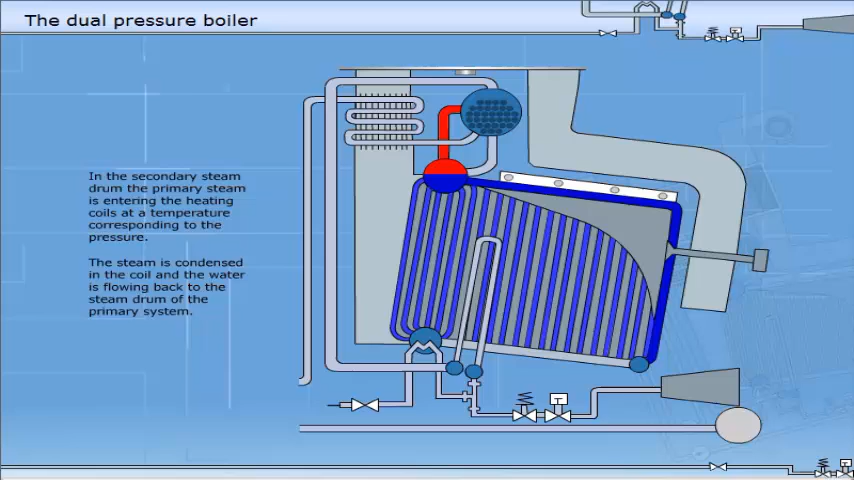 The dual pressure boiler
In the secondary steam
drum the primary steam
is entering the heating
coils at a temperature
corresponding to the
pressure.
The steam is condensed
in the coil and the water
is flowing back to the
steam drum of the
primary system.